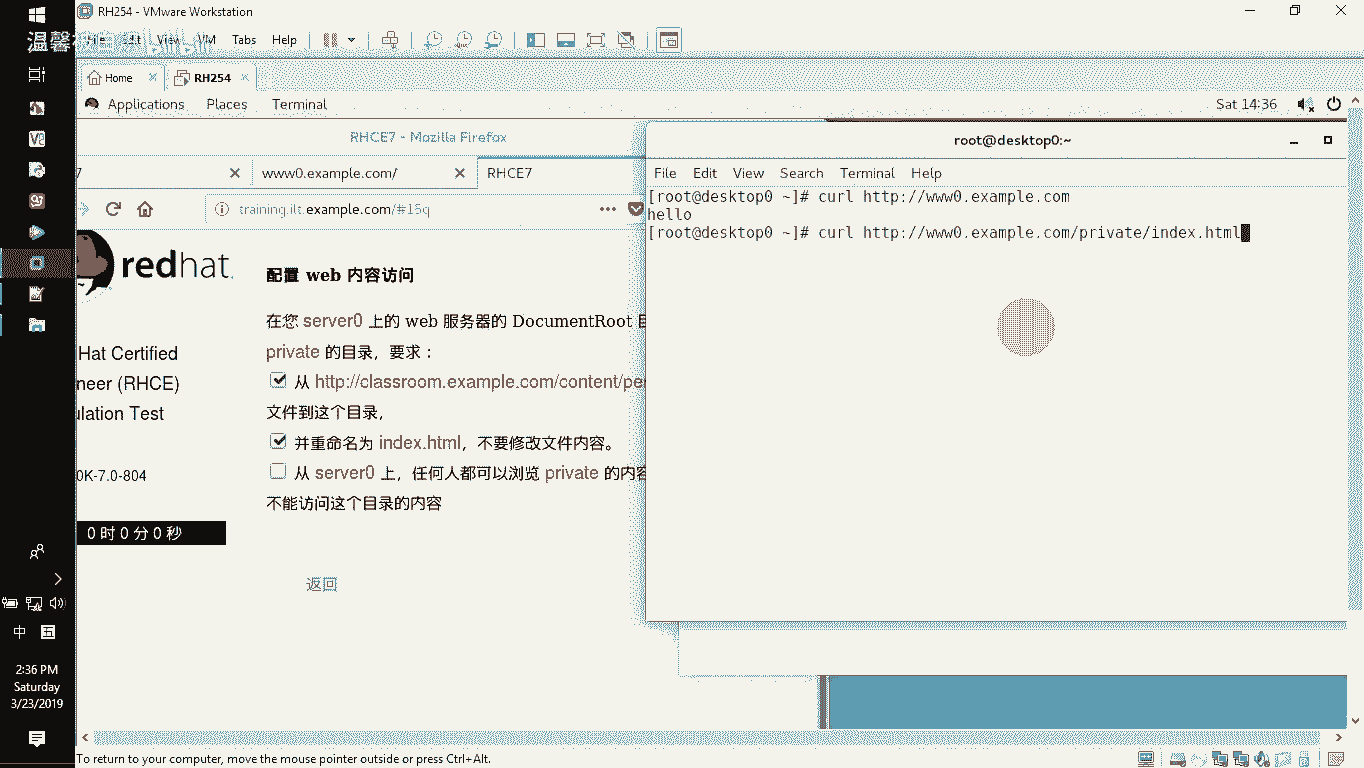 RH254 - VMware Workstation
View VM Tabs Help
Home RH254
Applications Places Terminal Sat 14:36
RHCE7 - Mozilla Firefox
7 www0.example.com/ RHCE7
training.ilt.example.com/#15q
redhat.
Hat Certified
neer (RHCE)
ulation Test
0K-7.0-804
0 时 0 分 0 秒
配置 web 内容访问
在您 server0 上的 web 服务器的 DocumentRoot
private 的目录，要求：
从 http://classroom.example.com/content/per
文件到这个目录，
并重命名为 index.html，不要修改文件内容。
从 server0 上，任何人都可以浏览 private 的内容
不能访问这个目录的内容
返回
root@desktop0:~
File Edit View Search Terminal Help
[root@desktop0 ~]# curl http://www0.example.com
hello
[root@desktop0 ~]# curl http://www0.example.com/private/index.html
中 五
2:36 PM
Saturday
3/23/2019
To return to your computer, move the mouse pointer outside or press Ctrl+Alt.